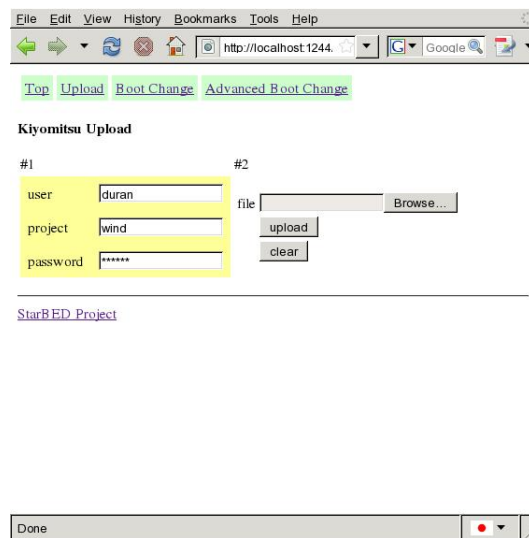 File Edit View History Bookmarks Tools Help
http://localhost:1244. G Google
Top Upload Boot Change Advanced Boot Change
Kiyomitsu Upload
#1 #2
user duran
file Browse...
project wind
upload
clear
password ******
StarBED Project
Done